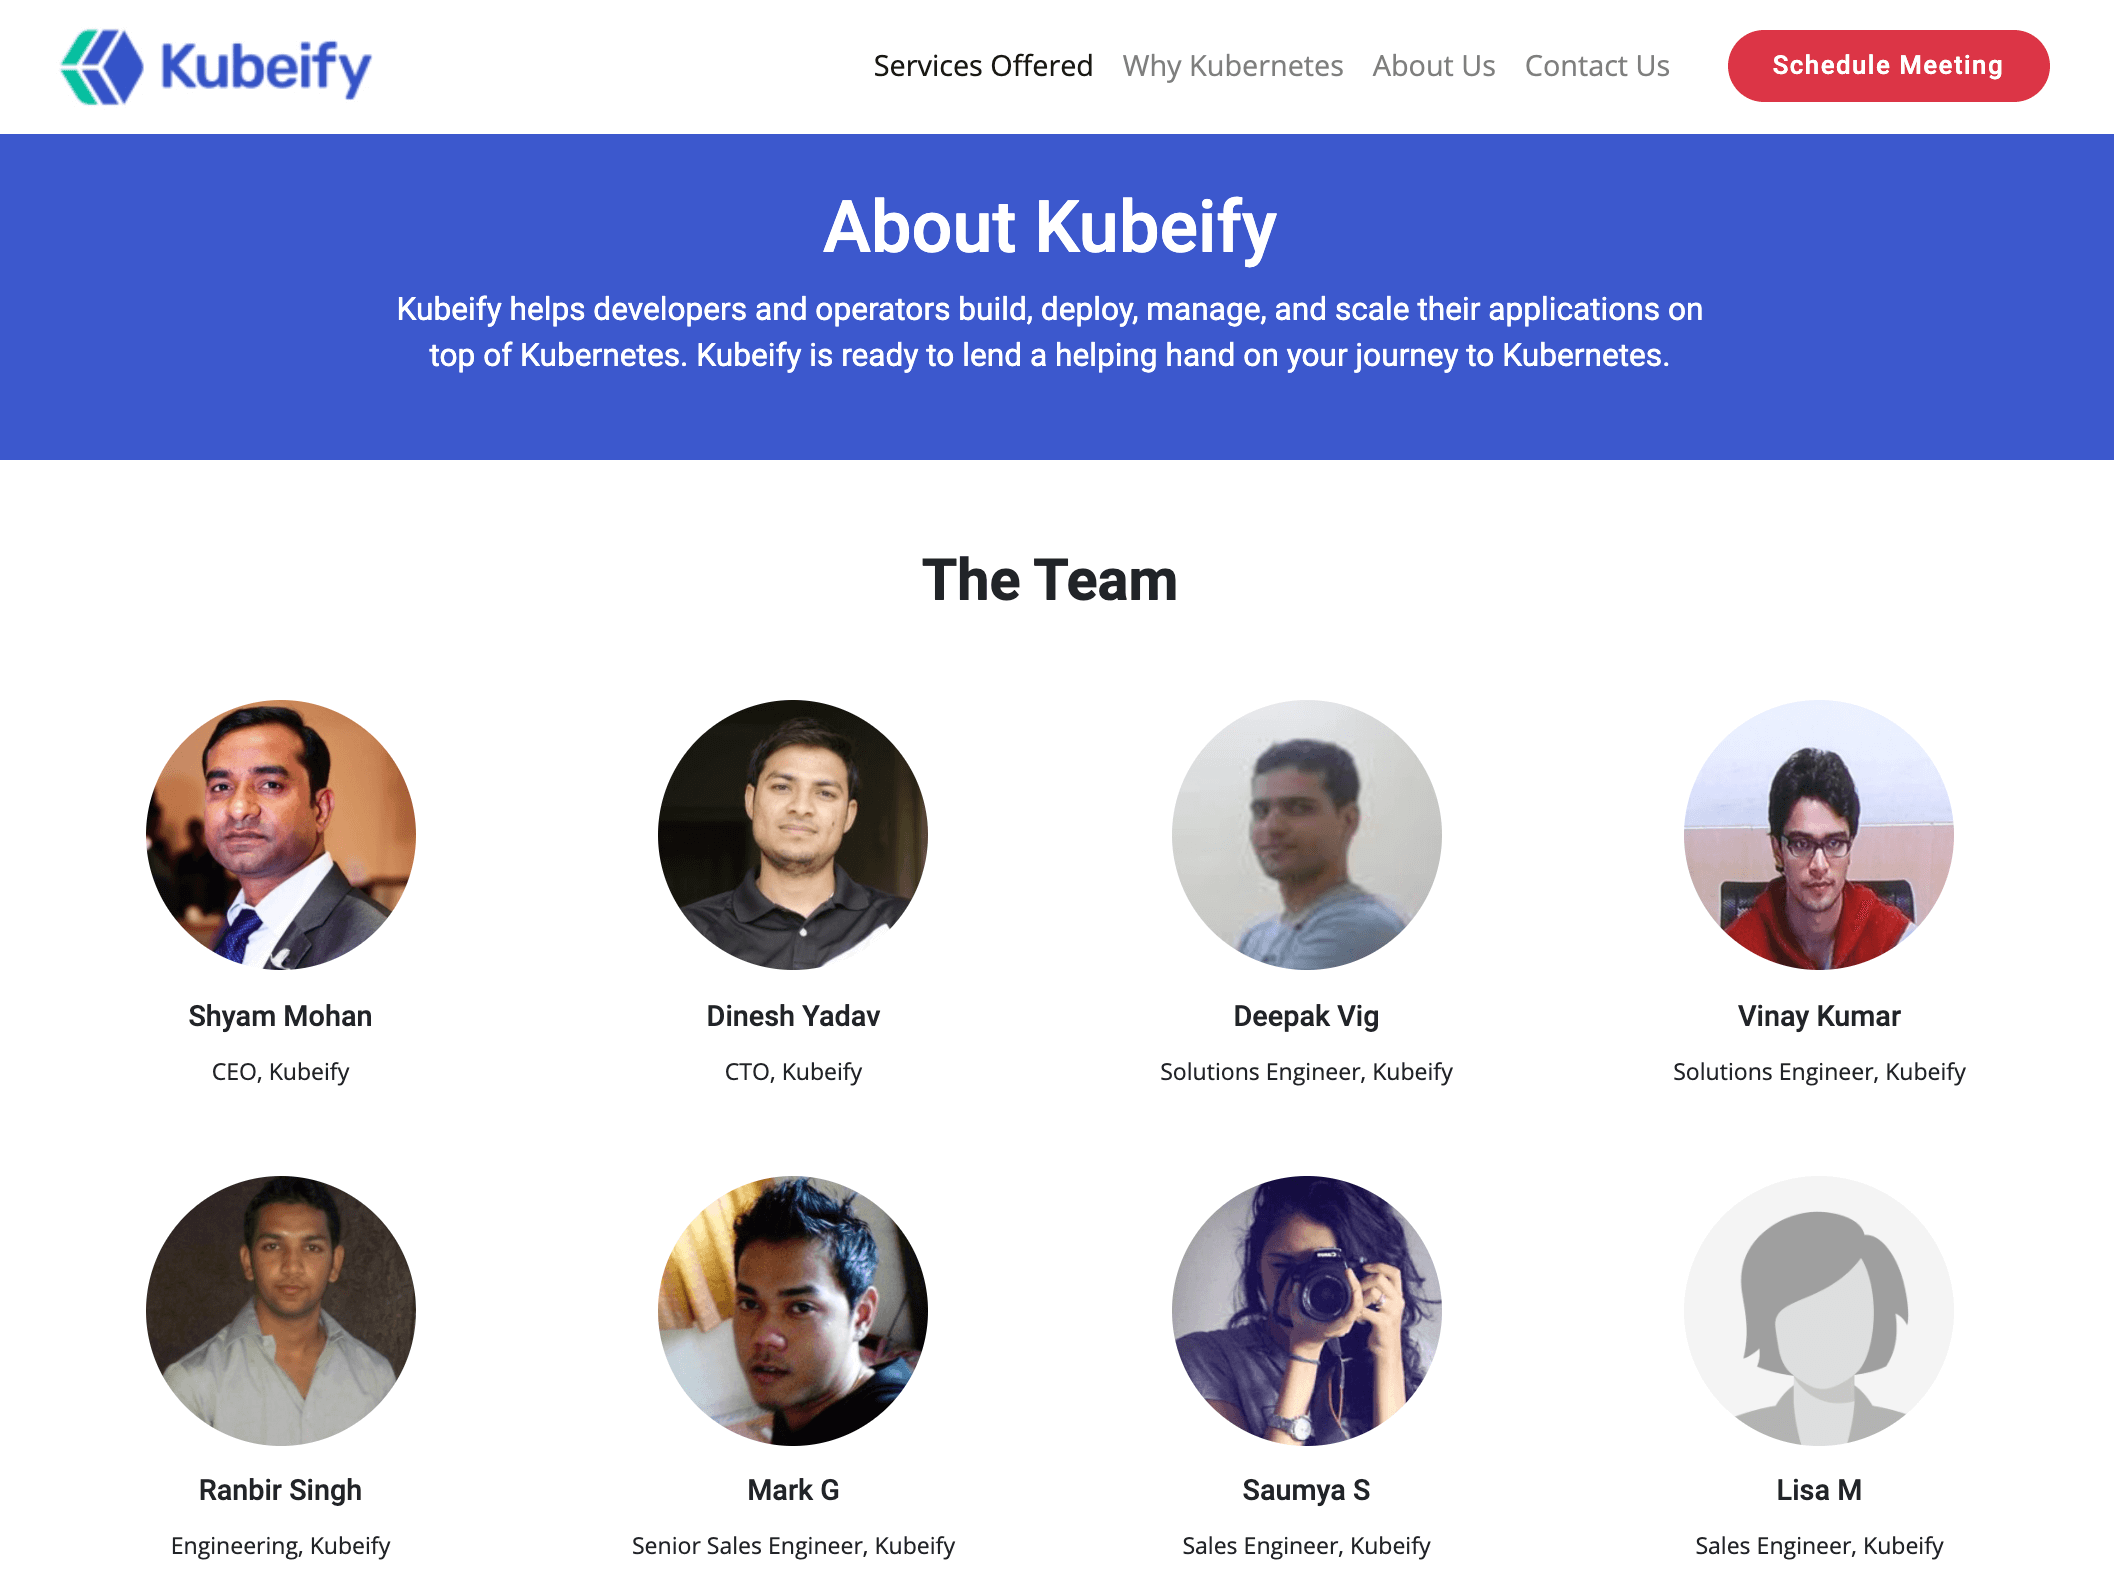 Kubeify
Services Offered
Why Kubernetes
About Us
Contact Us
Schedule Meeting
About Kubeify
Kubeify helps developers and operators build, deploy, manage, and scale their applications on
top of Kubernetes. Kubeify is ready to lend a helping hand on your journey to Kubernetes.
The Team
Shyam Mohan
CEO, Kubeify
Dinesh Yadav
CTO, Kubeify
Deepak Vig
Solutions Engineer, Kubeify
Vinay Kumar
Solutions Engineer, Kubeify
Canon
Ranbir Singh
Engineering, Kubeify
Mark G
Senior Sales Engineer, Kubeify
Saumya S
Sales Engineer, Kubeify
Lisa M
Sales Engineer, Kubeify